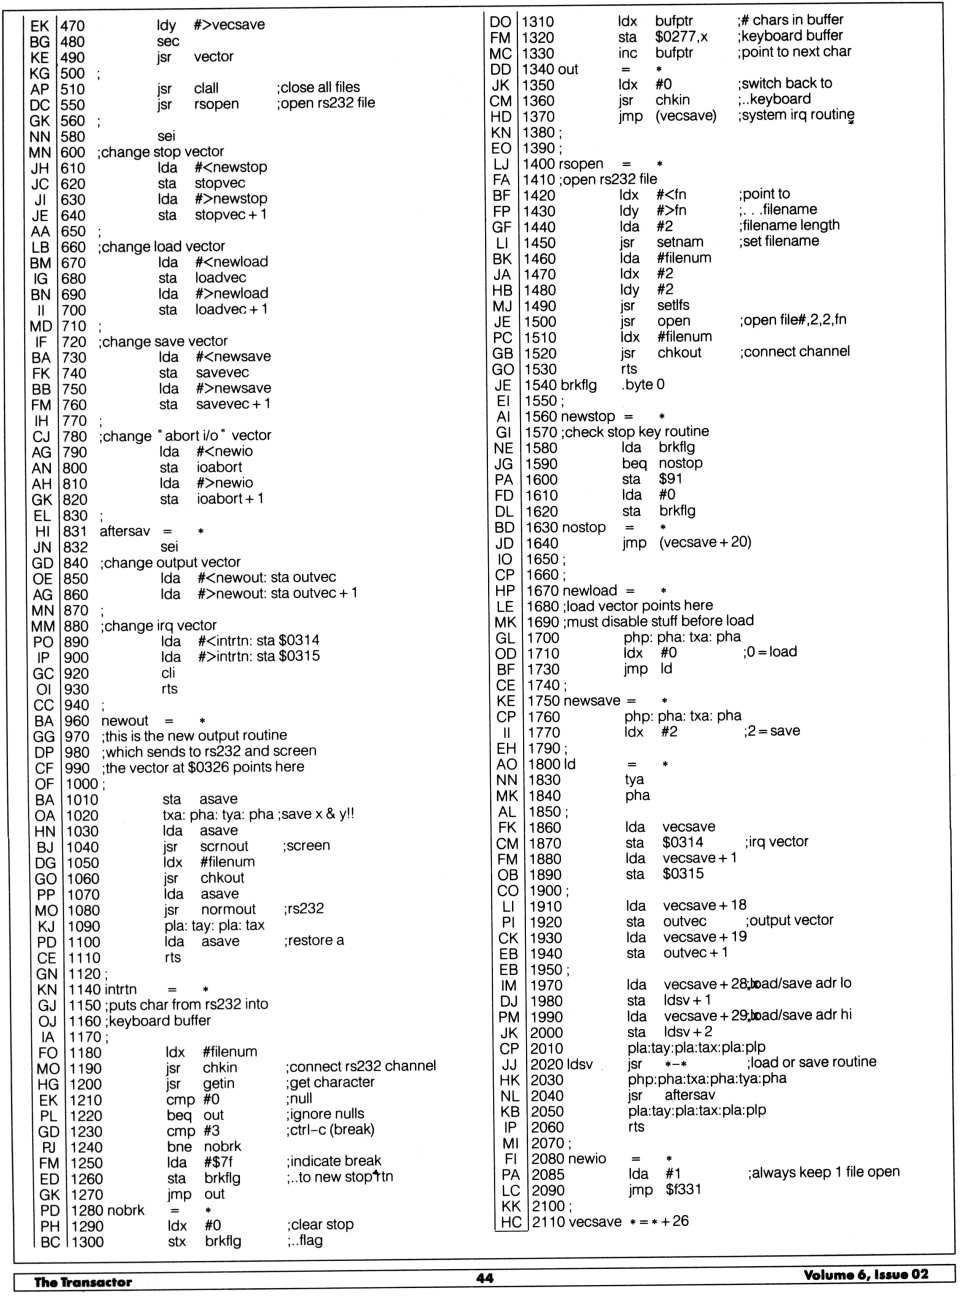 EK 470 ldy #>vecsave
BG 480 sec
KE 490 jsr vector
KG 500 ;
AP 510 jsr clall ;close all files
DC 550 jsr rsopen ;open rs232 file
GK 560 ;
NN 580 sei
MN 600 ;change stop vector
JH 610 lda #<newstop
JC 620 sta stopvec
JI 630 lda #>newstop
JE 640 sta stopvec+1
AA 650 ;
LB 660 ;change load vector
BM 670 lda #<newload
IG 680 sta loadvec
BN 690 lda #>newload
II 700 sta loadvec+1
MD 710 ;
IF 720 ;change save vector
BA 730 lda #<newsave
FK 740 sta savevec
BB 750 lda #>newsave
FM 760 sta savevec+1
IH 770 ;
CJ 780 ;change "abort i/o" vector
AG 790 lda #<newio
AN 800 sta ioabort
AH 810 lda #>newio
GK 820 sta ioabort+1
EL 830 ;
HI 831 aftersav = *
JN 832 sei
GD 840 ;change output vector
OE 850 lda #<newout: sta outvec
AG 860 lda #>newout: sta outvec+1
MN 870 ;
MM 880 ;change irq vector
PO 890 lda #<intrtn: sta $0314
IP 900 lda #>intrtn: sta $0315
GC 920 cli
OI 930 rts
CC 940 ;
BA 960 newout = *
GG 970 ;this is the new output routine
DP 980 ;which sends to rs232 and screen
CF 990 ;the vector at $0326 points here
OF 1000 ;
BA 1010 sta asave
OA 1020 txa: pha: tya: pha ;save x & y!!
HN 1030 lda asave
BJ 1040 jsr scrnout ;screen
DG 1050 ldx #filenum
GO 1060 jsr chkout
PP 1070 lda asave
MO 1080 jsr normout ;rs232
KJ 1090 pla: tay: pla: tax
PD 1100 lda asave ;restore a
CE 1110 rts
GN 1120 ;
KN 1140 intrtn = *
GJ 1150 ;puts char from rs232 into
OJ 1160 ;keyboard buffer
IA 1170 ;
FO 1180 ldx #filenum
MO 1190 jsr chkin ;connect rs232 channel
HG 1200 jsr getin ;get character
EK 1210 cmp #0 ;null
PL 1220 beq out ;ignore nulls
GD 1230 cmp #3 ;ctrl-c (break)
PJ 1240 bne nobrk
FM 1250 lda #$7f ;indicate break
ED 1260 sta brkflg ;..to new stop rtn
GK 1270 jmp out
PD 1280 nobrk = *
PH 1290 ldx #0 ;clear stop
BC 1300 stx brkflg ;..flag
DO 1310 ldx bufptr ;# chars in buffer
FM 1320 sta $0277,x ;keyboard buffer
MC 1330 inc bufptr ;point to next char
DD 1340 out = *
JK 1350 ldx #0 ;switch back to
CM 1360 jsr chkin ;..keyboard
HD 1370 jmp (vecsave) ;system irq routine
KN 1380 ;
EO 1390 ;
LJ 1400 rsopen = *
FA 1410 ;open rs232 file
BF 1420 ldx #<fn ;point to
FP 1430 ldy #>fn ;. . .filename
GF 1440 lda #2 ;filename length
LI 1450 jsr setnam ;set filename
BK 1460 lda #filenum
JA 1470 ldx #2
HB 1480 ldy #2
MJ 1490 jsr setlfs
JE 1500 jsr open ;open file#,2,2,fn
PC 1510 ldx #filenum
GB 1520 jsr chkout ;connect channel
GO 1530 rts
JE 1540 brkflg .byte 0
EI 1550 ;
AI 1560 newstop = *
GI 1570 ;check stop key routine
NE 1580 lda brkflg
JG 1590 beq nostop
PA 1600 sta $91
FD 1610 lda #0
DL 1620 sta brkflg
BD 1630 nostop = *
JD 1640 jmp (vecsave+20)
IO 1650 ;
CP 1660 ;
HP 1670 newload = *
LE 1680 ;load vector points here
MK 1690 ;must disable stuff before load
GL 1700 php: pha: txa: pha
OD 1710 ldx #0 ;0=load
BF 1730 jmp ld
CE 1740 ;
KE 1750 newsave = *
CP 1760 php: pha: txa: pha
II 1770 ldx #2 ;2=save
EH 1790 ;
AO 1800 ld = *
NN 1830 tya
MK 1840 pha
AL 1850 ;
FK 1860 lda vecsave
CM 1870 sta $0314 ;irq vector
FM 1880 lda vecsave+1
OB 1890 sta $0315
CO 1900 ;
LI 1910 lda vecsave+18
PI 1920 sta outvec ;output vector
CK 1930 lda vecsave+19
EB 1940 sta outvec+1
EB 1950 ;
IM 1970 lda vecsave+28,x ;load/save adr lo
DJ 1980 sta ldsv+1
PM 1990 lda vecsave+29,x ;load/save adr hi
JK 2000 sta ldsv+2
CP 2010 pla:tay:pla:tax:pla:plp
JJ 2020 ldsv jsr *-* ;load or save routine
HK 2030 php:pha:txa:pha:tya:pha
NL 2040 jsr aftersav
KB 2050 pla:tay:pla:tax:pla:plp
IP 2060 rts
MI 2070 ;
FI 2080 newio = *
PA 2085 lda #1 ;always keep 1 file open
LC 2090 jmp $f331
KK 2100 ;
HC 2110 vecsave *=*+26
The Transactor 44 Volume 6, Issue 02